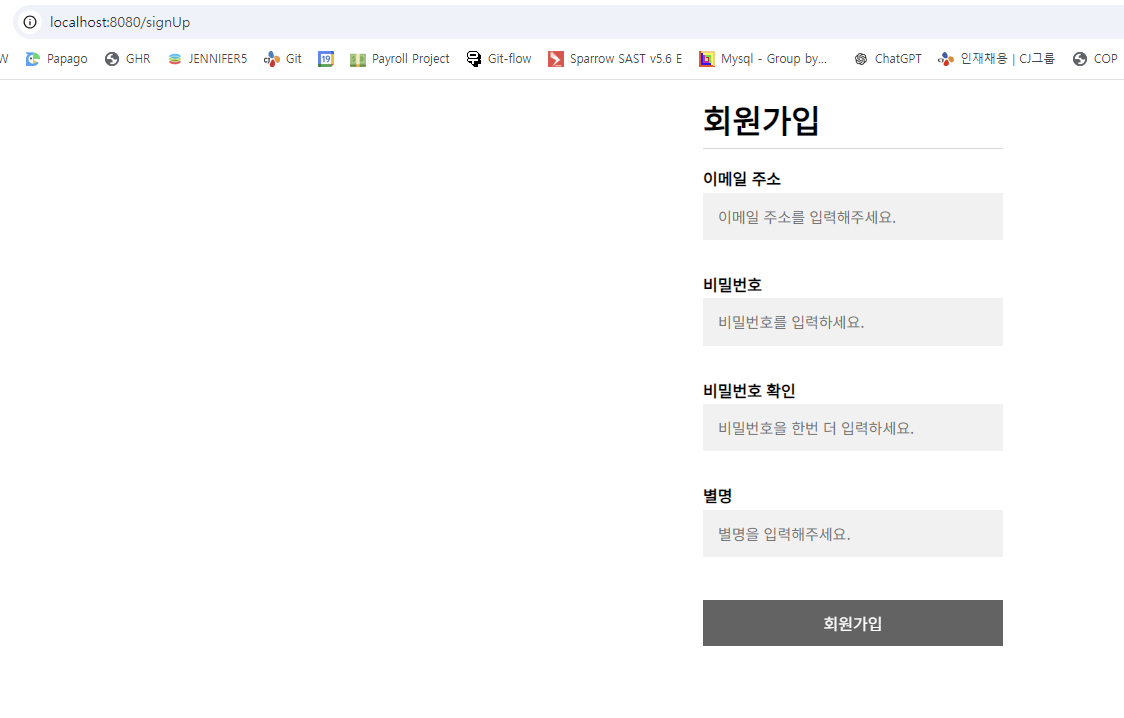 localhost:8080/signUp
W Papago GHR JENNIFER5 Git 19 Payroll Project Git-flow Sparrow SAST v5.6 E Mysql - Group by... ChatGPT 인재채용 | CJ그룹 COP
회원가입
이메일 주소
이메일 주소를 입력해주세요.
비밀번호
비밀번호를 입력하세요.
비밀번호 확인
비밀번호을 한번 더 입력하세요.
별명
별명을 입력해주세요.
회원가입